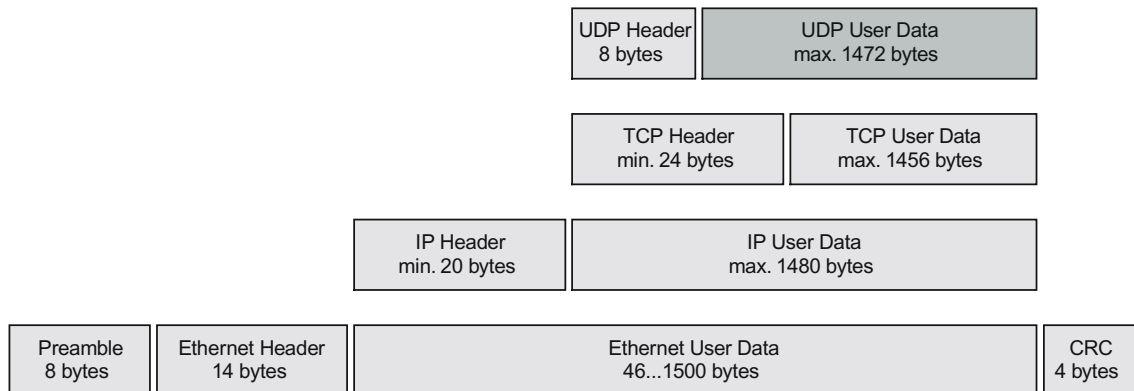 UDP Header
8 bytes
UDP User Data
max. 1472 bytes
TCP Header
min. 24 bytes
TCP User Data
max. 1456 bytes
IP Header
min. 20 bytes
IP User Data
max. 1480 bytes
Preamble
8 bytes
Ethernet Header
14 bytes
Ethernet User Data
46...1500 bytes
CRC
4 bytes